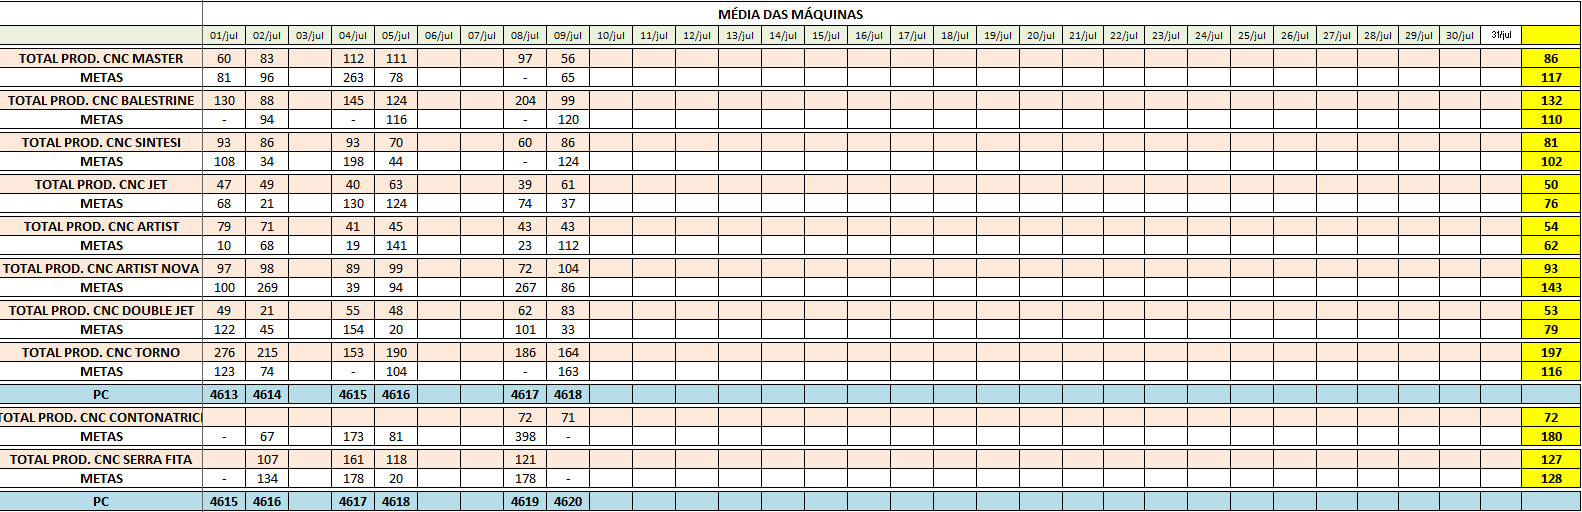 MÉDIA DAS MÁQUINAS
01/jul 02/jul 03/jul 04/jul 05/jul 06/jul 07/jul 08/jul 09/jul 10/jul 11/jul 12/jul 13/jul 14/jul 15/jul 16/jul 17/jul 18/jul 19/jul 20/jul 21/jul 22/jul 23/jul 24/jul 25/jul 26/jul 27/jul 28/jul 29/jul 30/jul 31/jul
TOTAL PROD. CNC MASTER 60 83 112 111 97 56 86
METAS 81 96 263 78 - 65 117
TOTAL PROD. CNC BALESTRINE 130 88 145 124 204 99 132
METAS - 94 - 116 - 120 110
TOTAL PROD. CNC SINTESI 93 86 93 70 60 86 81
METAS 108 34 198 44 - 124 102
TOTAL PROD. CNC JET 47 49 40 63 39 61 50
METAS 68 21 130 124 74 37 76
TOTAL PROD. CNC ARTIST 79 71 41 45 43 43 54
METAS 10 68 19 141 23 112 62
TOTAL PROD. CNC ARTIST NOVA 97 98 89 99 72 104 93
METAS 100 269 39 94 267 86 143
TOTAL PROD. CNC DOUBLE JET 49 21 55 48 62 83 53
METAS 122 45 154 20 101 33 79
TOTAL PROD. CNC TORNO 276 215 153 190 186 164 197
METAS 123 74 - 104 - 163 116
PC 4613 4614 4615 4616 4617 4618
TOTAL PROD. CNC CONTONATRICI 72 71 72
METAS - 67 173 81 398 - 180
TOTAL PROD. CNC SERRA FITA 107 161 118 121 127
METAS - 134 178 20 178 - 128
PC 4615 4616 4617 4618 4619 4620